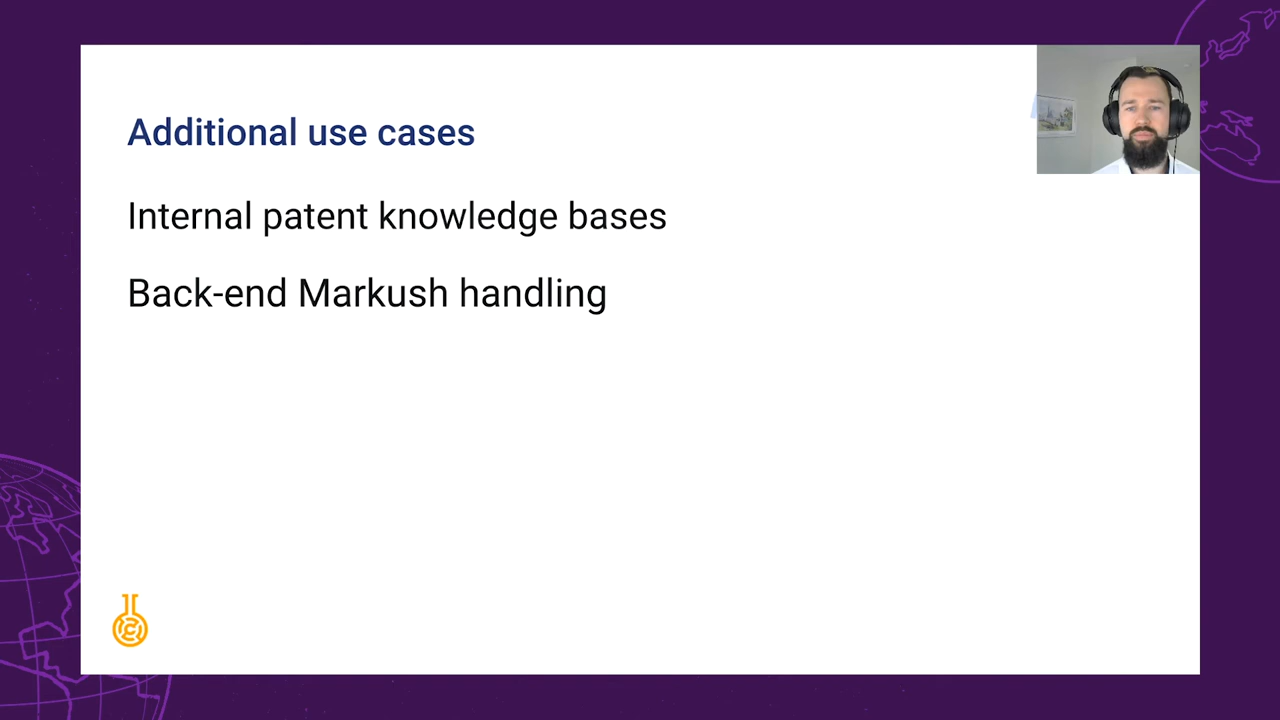 Additional use cases
Internal patent knowledge bases
Back-end Markush handling